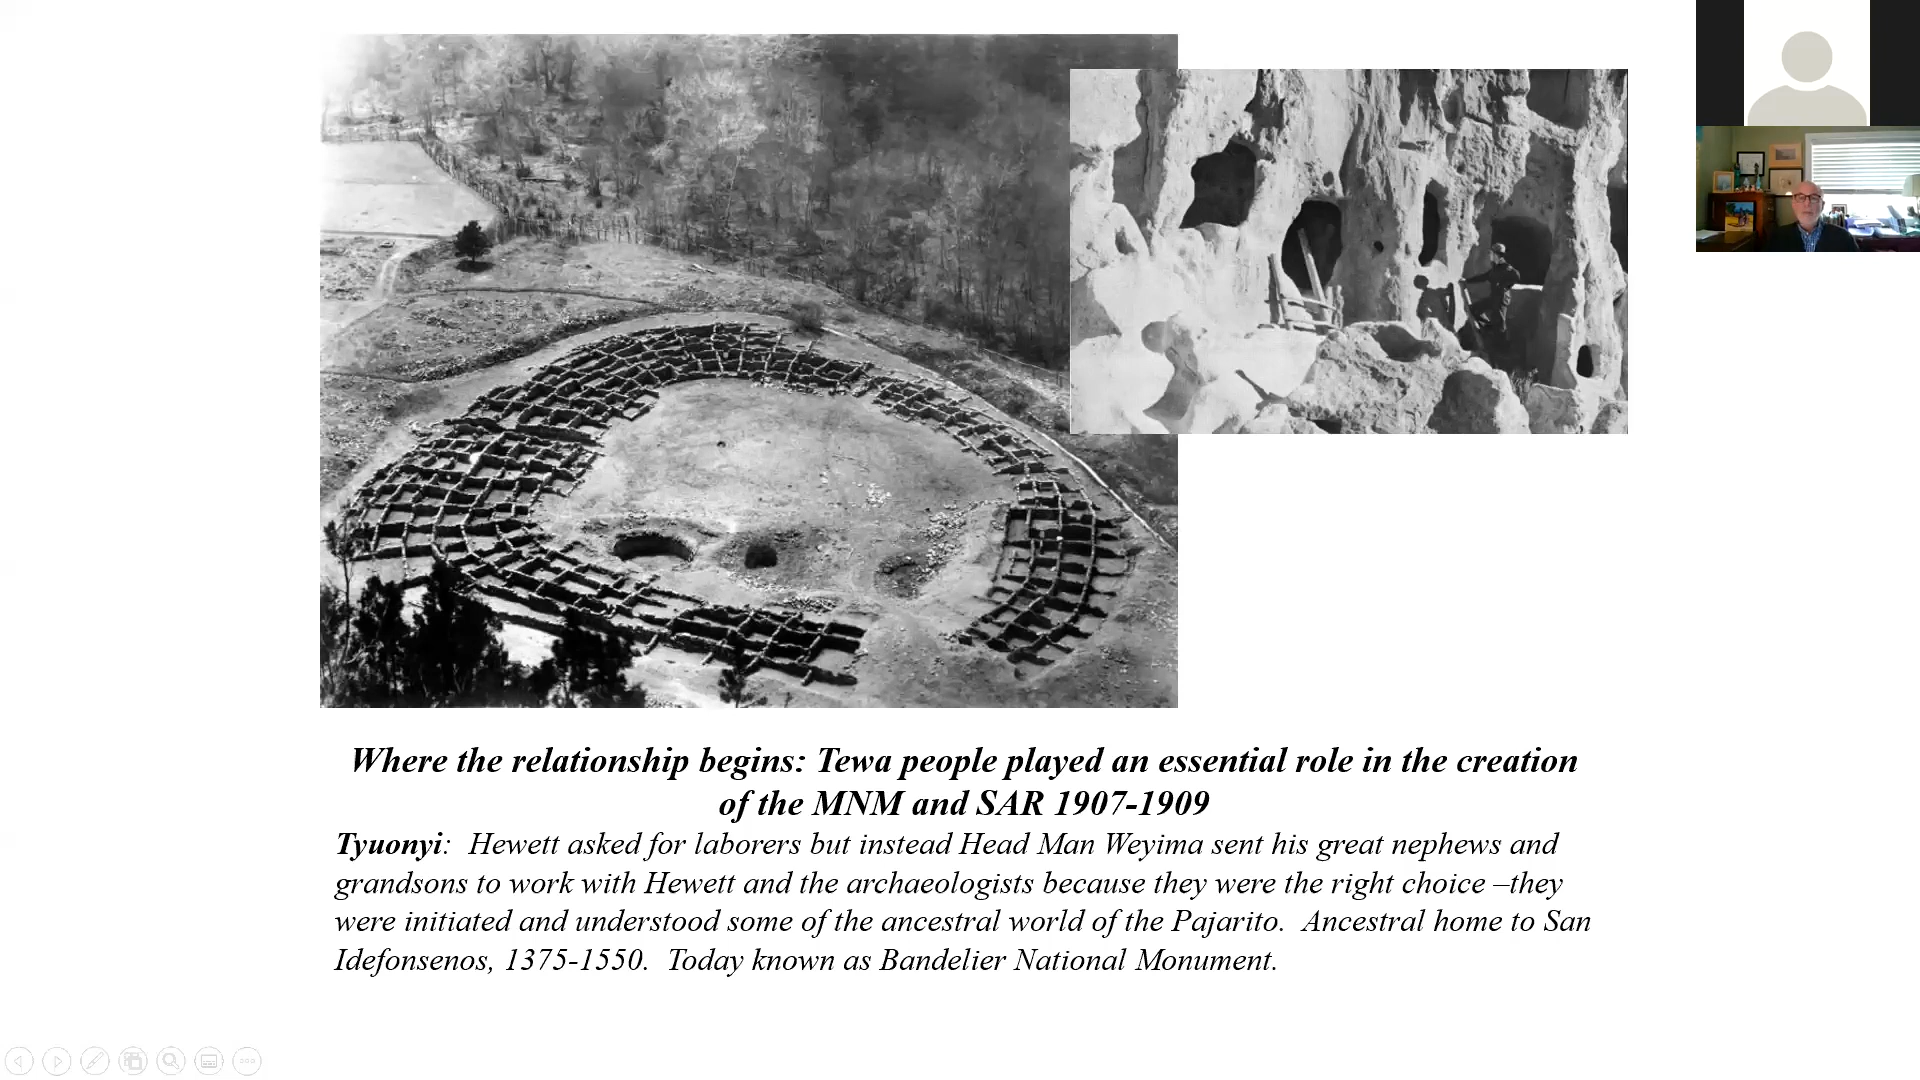 Where the relationship begins: Tewa people played an essential role in the creation
of the MNM and SAR 1907-1909
Tyuonyi:  Hewett asked for laborers but instead Head Man Weyima sent his great nephews and
grandsons to work with Hewett and the archaeologists because they were the right choice –they
were initiated and understood some of the ancestral world of the Pajarito.  Ancestral home to San
Idefonsenos, 1375-1550.  Today known as Bandelier National Monument.